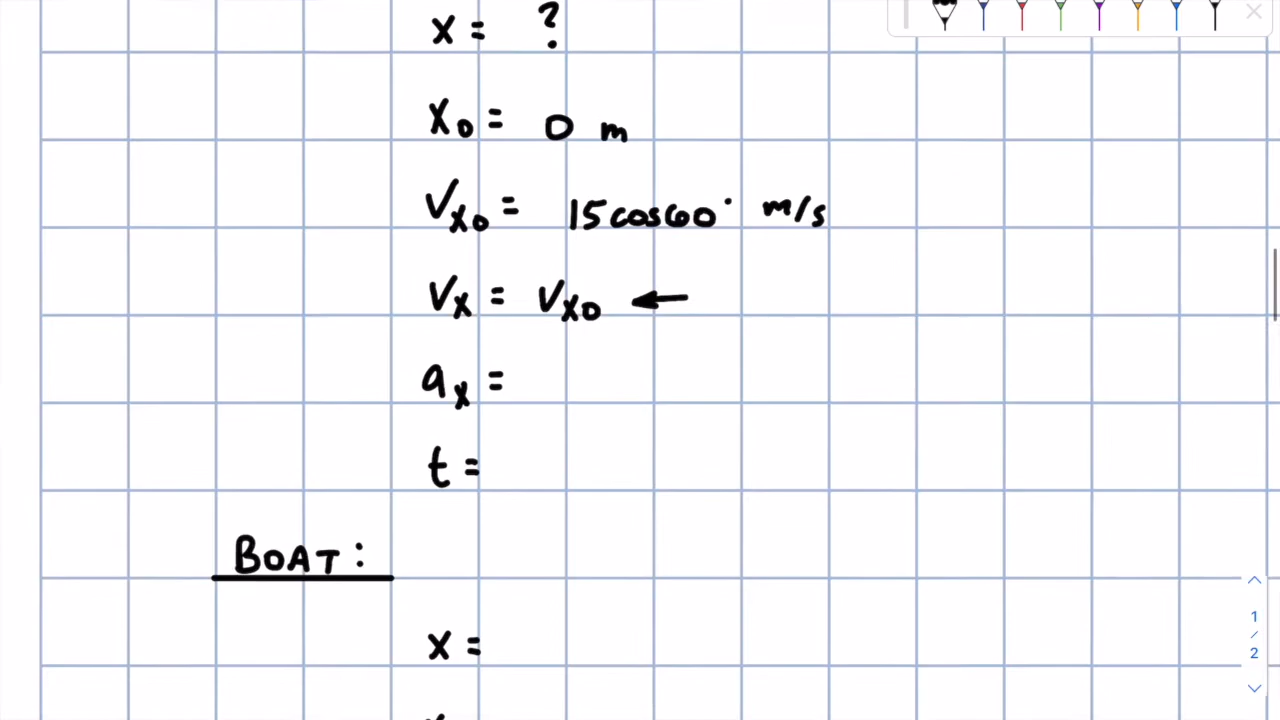 x = ?
x0 = 0 m
Vx0 = 15cos60° m/s
Vx = Vx0 ←
ax =
t =
BOAT:
x =
1
/
2